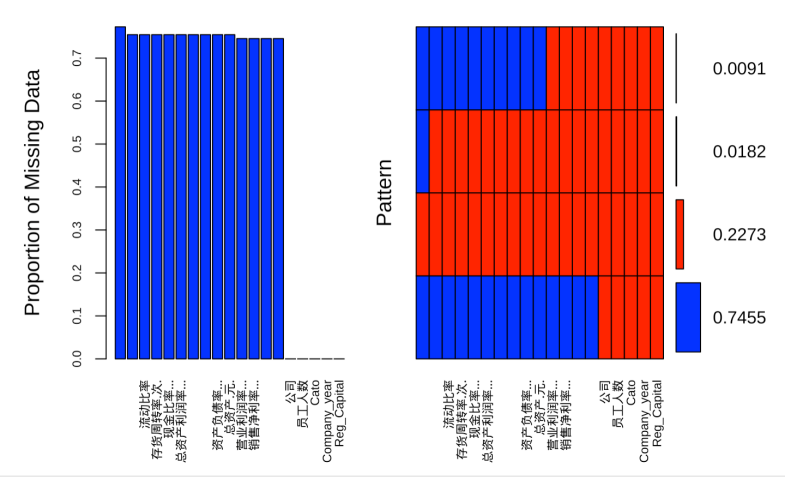 Proportion of Missing Data
0.0
0.1
0.2
0.3
0.4
0.5
0.6
0.7
流动比率
存货周转率.次.
现金比率...
总资产利润率...
资产负债率...
总资产.元.
营业利润率...
销售净利率...
公司
员工人数
Cato
Company_year
Reg_Capital
Pattern
流动比率
存货周转率.次.
现金比率...
总资产利润率...
资产负债率...
总资产.元.
营业利润率...
销售净利率...
公司
员工人数
Cato
Company_year
Reg_Capital
0.0091
0.0182
0.2273
0.7455